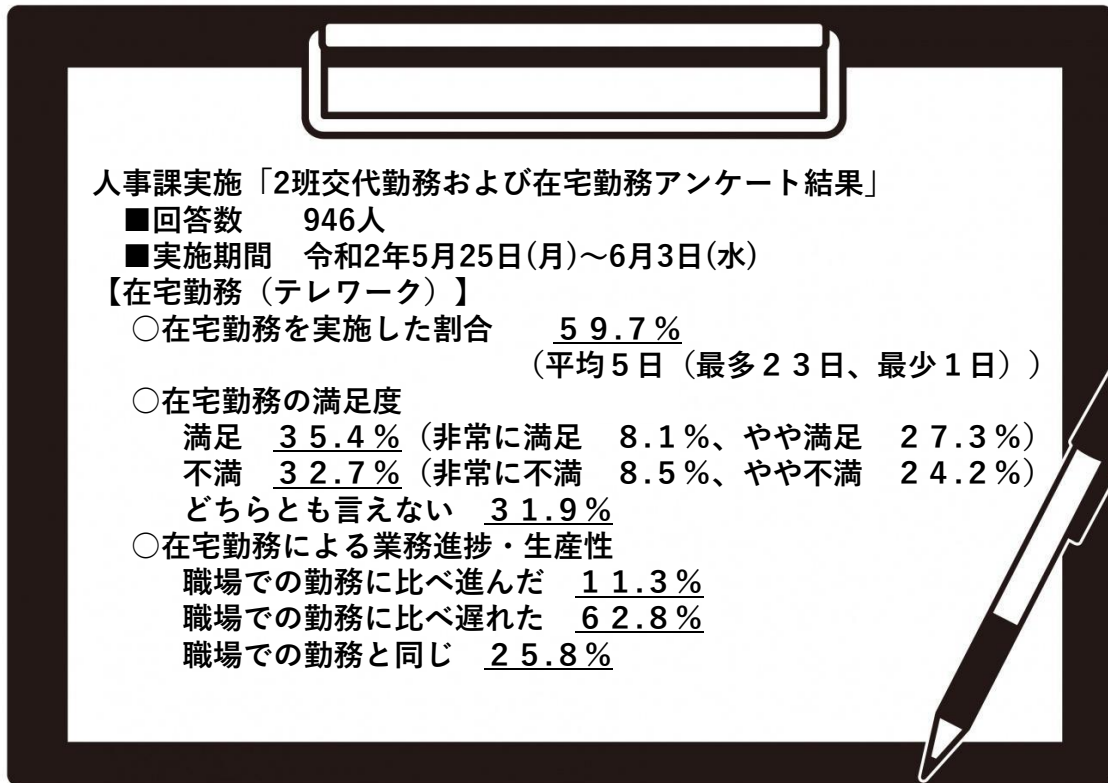 人事課実施「2班交代勤務および在宅勤務アンケート結果」
■回答数　946人
■実施期間　令和2年5月25日(月)～6月3日(水)
【在宅勤務（テレワーク）】
○在宅勤務を実施した割合　５９.７％
（平均５日（最多２３日、最少１日））
○在宅勤務の満足度
満足　３５.４％（非常に満足　８.１％、やや満足　２７.３％）
不満　３２.７％（非常に不満　８.５％、やや不満　２４.２％）
どちらとも言えない　３１.９％
○在宅勤務による業務進捗・生産性
職場での勤務に比べ進んだ　１１.３％
職場での勤務に比べ遅れた　６２.８％
職場での勤務と同じ　２５.８％